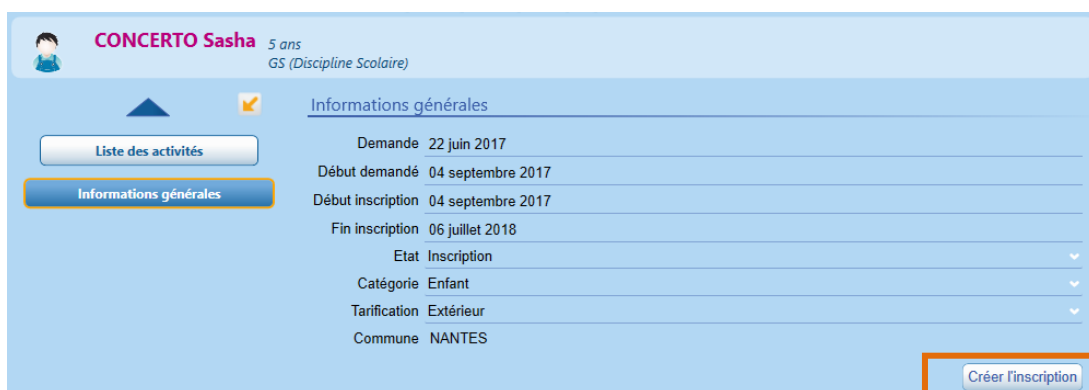 CONCERTO Sasha 5 ans
GS (Discipline Scolaire)
Liste des activités
Informations générales
Informations générales
Demande 22 juin 2017
Début demandé 04 septembre 2017
Début inscription 04 septembre 2017
Fin inscription 06 juillet 2018
Etat Inscription
Catégorie Enfant
Tarification Extérieur
Commune NANTES
Créer l'inscription